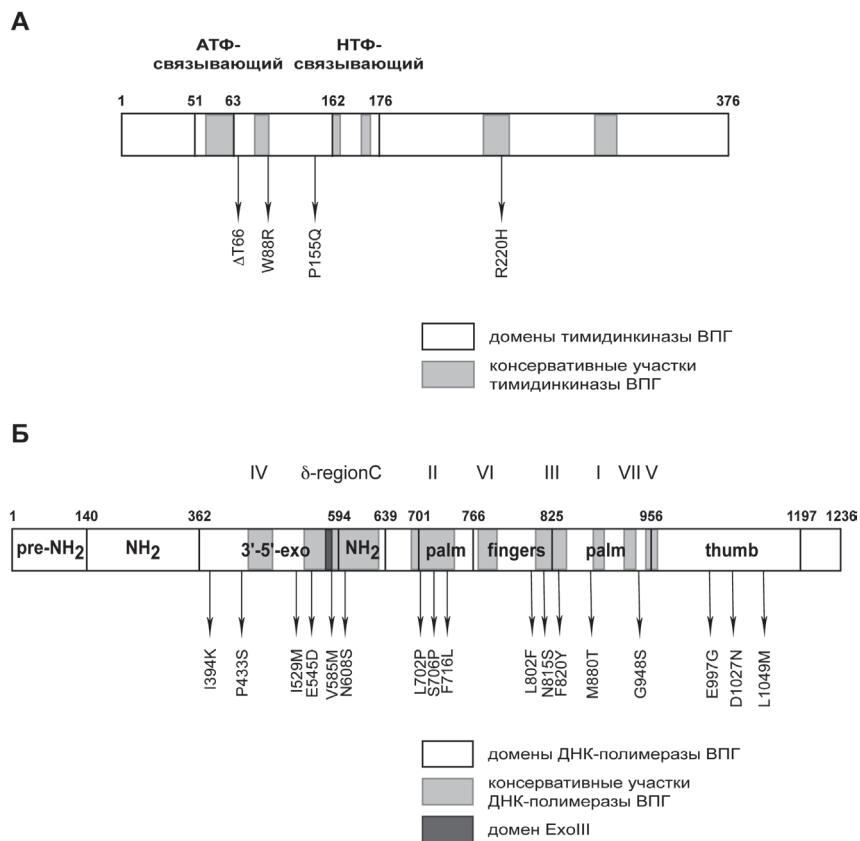 А
АТФ-
связывающий
НТФ-
связывающий
1 51 63 162 176 376
ΔT66
W88R
P155Q
R220H
домены тимидинкиназы ВПГ
консервативные участки
тимидинкиназы ВПГ
Б
IV δ-regionC II VI III I VII V
1 140 362 594 639 701 766 825 956 1197 1236
pre-NH2 NH2 3'-5'-exo NH2 palm fingers palm thumb
I394K
P433S
I529M
E545D
V585M
N608S
L702P
S706P
F716L
L802F
N815S
F820Y
M880T
G948S
E997G
D1027N
L1049M
домены ДНК-полимеразы ВПГ
консервативные участки
ДНК-полимеразы ВПГ
домен ExoIII